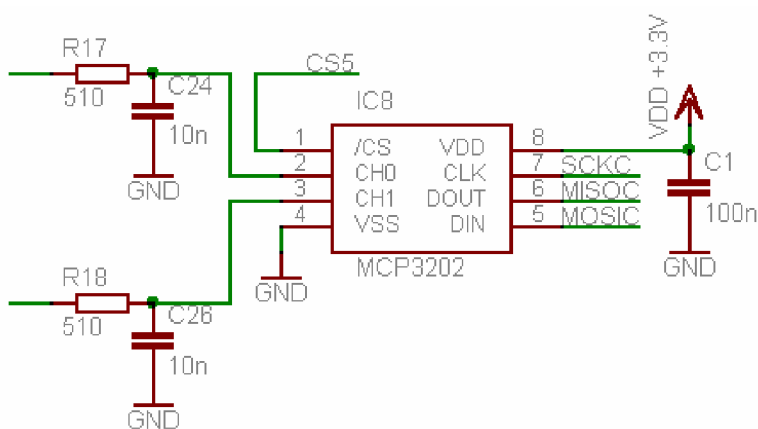 R17
510
C24
10n
GND
CS5
IC8
1
2
3
4
/CS
CH0
CH1
VSS
VDD
CLK
DOUT
DIN
8
7
6
5
SCKC
MISOC
MOSIC
MCP3202
GND
VDD +3.3V
C1
100n
GND
R18
510
C26
10n
GND